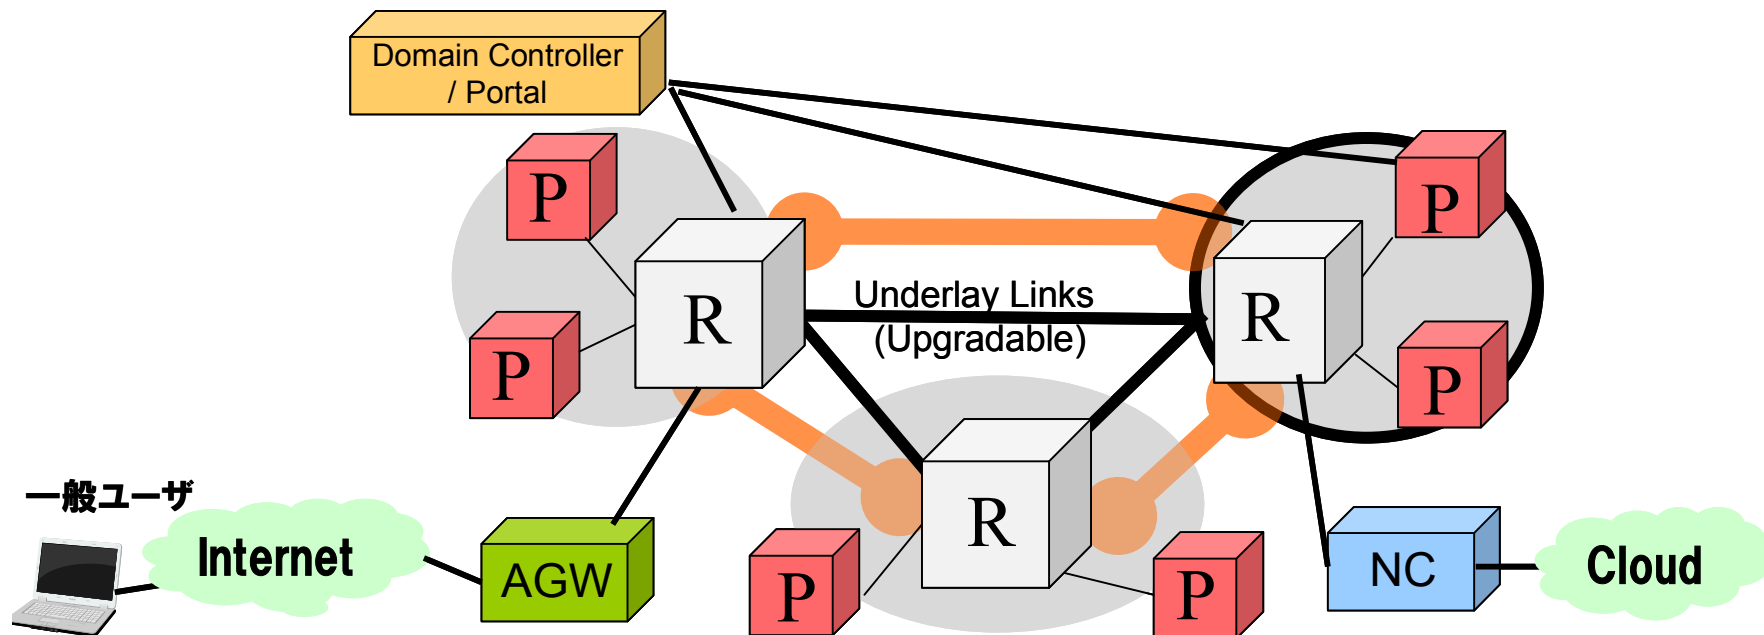 Domain Controller
/ Portal
P
P
P
R
Underlay Links
(Upgradable)
R
P
P
一般ユーザ
Internet
AGW
R
P
P
NC
Cloud